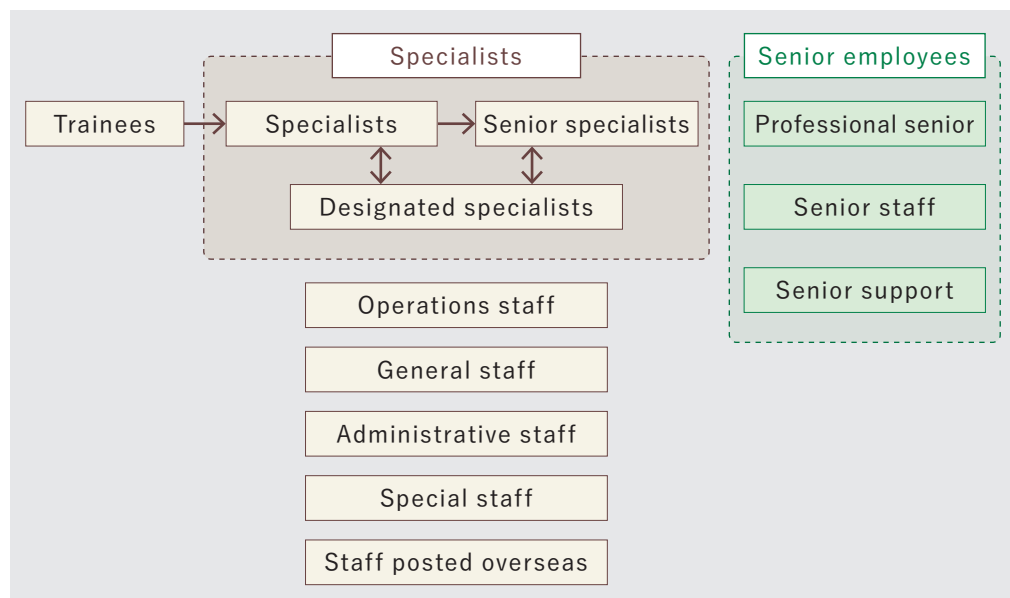 Specialists
Trainees
Specialists
Senior specialists
Designated specialists
Operations staff
General staff
Administrative staff
Special staff
Staff posted overseas
Senior employees
Professional senior
Senior staff
Senior support